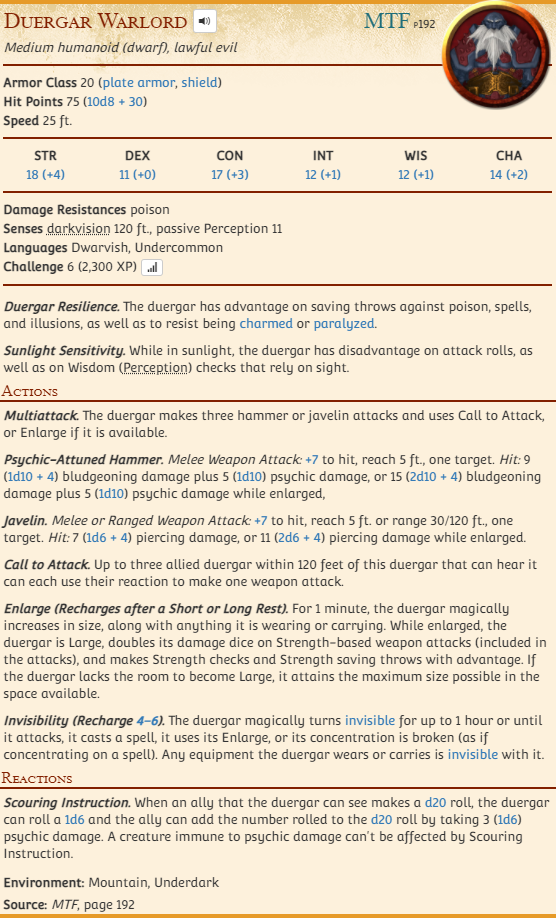 Duergar Warlord MTF p192
Medium humanoid (dwarf), lawful evil
Armor Class 20 (plate armor, shield)
Hit Points 75 (10d8 + 30)
Speed 25 ft.
STR DEX CON INT WIS CHA
18 (+4) 11 (+0) 17 (+3) 12 (+1) 12 (+1) 14 (+2)
Damage Resistances poison
Senses darkvision 120 ft., passive Perception 11
Languages Dwarvish, Undercommon
Challenge 6 (2,300 XP)
Duergar Resilience. The duergar has advantage on saving throws against poison, spells,
and illusions, as well as to resist being charmed or paralyzed.
Sunlight Sensitivity. While in sunlight, the duergar has disadvantage on attack rolls, as
well as on Wisdom (Perception) checks that rely on sight.
Actions
Multiattack. The duergar makes three hammer or javelin attacks and uses Call to Attack,
or Enlarge if it is available.
Psychic-Attuned Hammer. Melee Weapon Attack: +7 to hit, reach 5 ft., one target. Hit: 9
(1d10 + 4) bludgeoning damage plus 5 (1d10) psychic damage, or 15 (2d10 + 4) bludgeoning
damage plus 5 (1d10) psychic damage while enlarged,
Javelin. Melee or Ranged Weapon Attack: +7 to hit, reach 5 ft. or range 30/120 ft., one
target. Hit: 7 (1d6 + 4) piercing damage, or 11 (2d6 + 4) piercing damage while enlarged.
Call to Attack. Up to three allied duergar within 120 feet of this duergar that can hear it
can each use their reaction to make one weapon attack.
Enlarge (Recharges after a Short or Long Rest). For 1 minute, the duergar magically
increases in size, along with anything it is wearing or carrying. While enlarged, the
duergar is Large, doubles its damage dice on Strength-based weapon attacks (included in
the attacks), and makes Strength checks and Strength saving throws with advantage. If
the duergar lacks the room to become Large, it attains the maximum size possible in the
space available.
Invisibility (Recharge 4–6). The duergar magically turns invisible for up to 1 hour or until
it attacks, it casts a spell, it uses its Enlarge, or its concentration is broken (as if
concentrating on a spell). Any equipment the duergar wears or carries is invisible with it.
Reactions
Scouring Instruction. When an ally that the duergar can see makes a d20 roll, the duergar
can roll a 1d6 and the ally can add the number rolled to the d20 roll by taking 3 (1d6)
psychic damage. A creature immune to psychic damage can't be affected by Scouring
Instruction.
Environment: Mountain, Underdark
Source: MTF, page 192